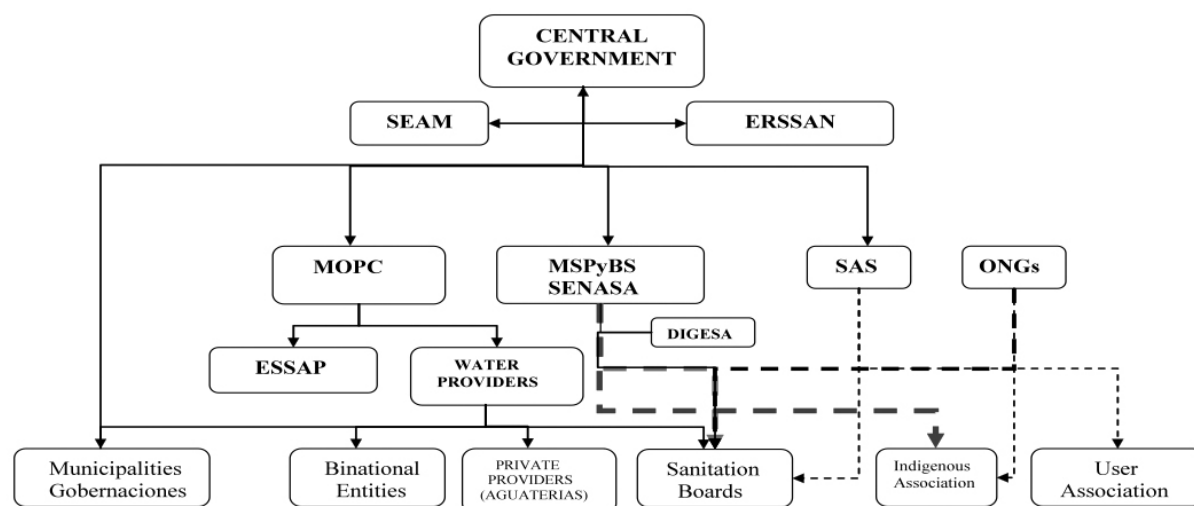 CENTRAL
GOVERNMENT
SEAM
ERSSAN
MOPC
MSPyBS
SENASA
SAS
ONGs
DIGESA
ESSAP
WATER
PROVIDERS
Municipalities
Gobernaciones
Binational
Entities
PRIVATE
PROVIDERS
(AGUATERIAS)
Sanitation
Boards
Indigenous
Association
User
Association